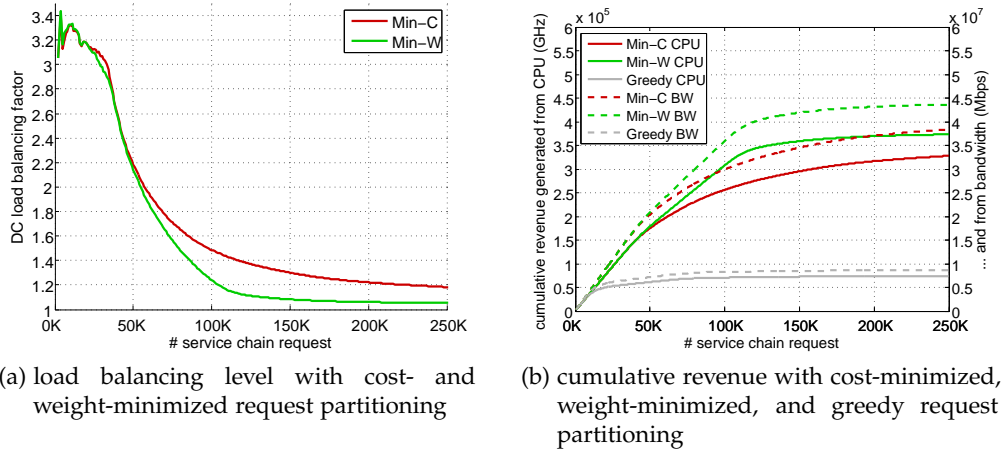 DC load balancing factor
3.4
3.2
3
2.8
2.6
2.4
2.2
2
1.8
1.6
1.4
1.2
1
Min-C
Min-W
0K 50K 100K 150K 200K 250K
# service chain request
(a) load balancing level with cost- and
weight-minimized request partitioning
cumulative revenue generated from CPU (GHz)
x 10^5
6
5.5
5
4.5
4
3.5
3
2.5
2
1.5
1
0.5
0
Min-C CPU
Min-W CPU
Greedy CPU
Min-C BW
Min-W BW
Greedy BW
x 10^7
6
5.5
5
4.5
4
3.5
3
2.5
2
1.5
1
0.5
0
... and from bandwidth (Mbps)
0K 50K 100K 150K 200K 250K
# service chain request
(b) cumulative revenue with cost-minimized,
weight-minimized, and greedy request
partitioning